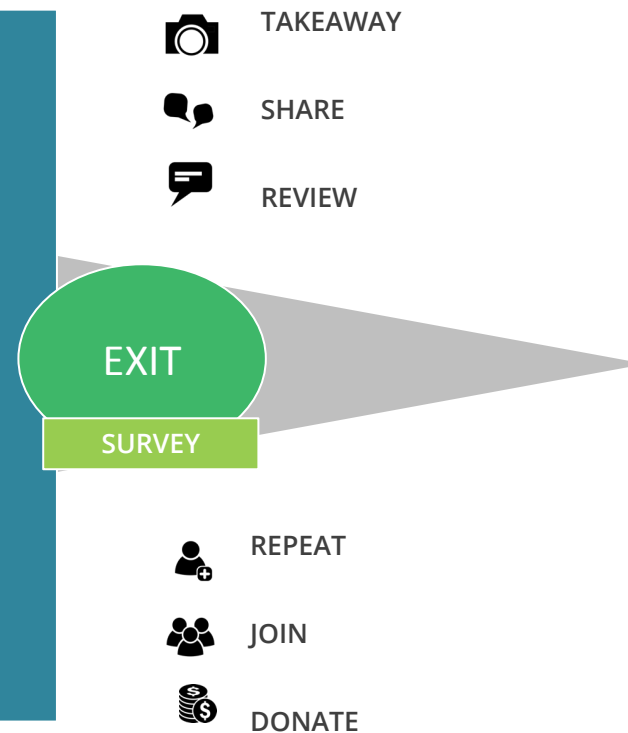 TAKEAWAY
SHARE
REVIEW
EXIT
SURVEY
REPEAT
JOIN
DONATE